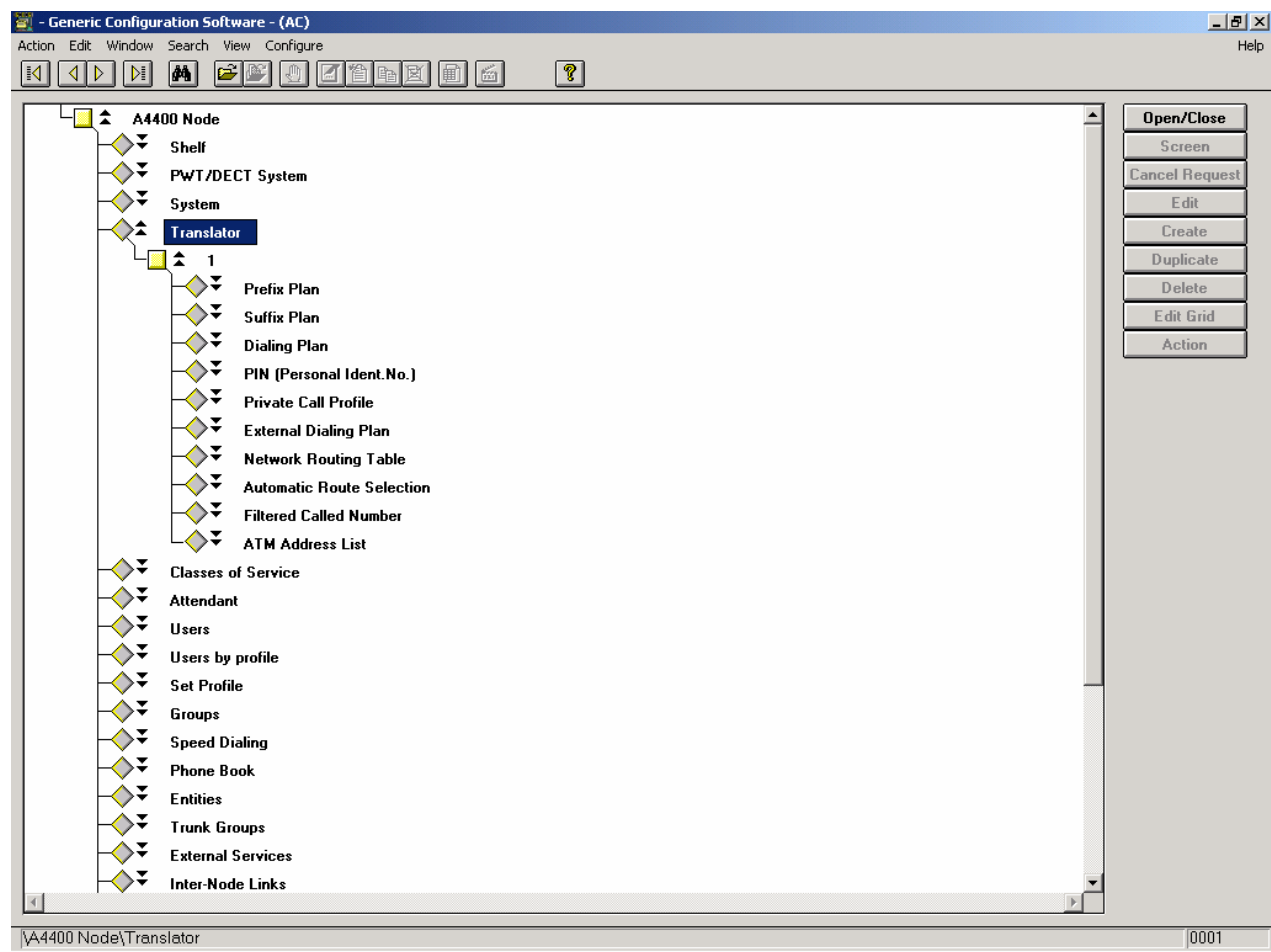 - Generic Configuration Software - (AC)
Action Edit Window Search View Configure Help
A4400 Node
Shelf
PWT/DECT System
System
Translator
1
Prefix Plan
Suffix Plan
Dialing Plan
PIN (Personal Ident.No.)
Private Call Profile
External Dialing Plan
Network Routing Table
Automatic Route Selection
Filtered Called Number
ATM Address List
Classes of Service
Attendant
Users
Users by profile
Set Profile
Groups
Speed Dialing
Phone Book
Entities
Trunk Groups
External Services
Inter-Node Links
Open/Close
Screen
Cancel Request
Edit
Create
Duplicate
Delete
Edit Grid
Action
\A4400 Node\Translator 0001